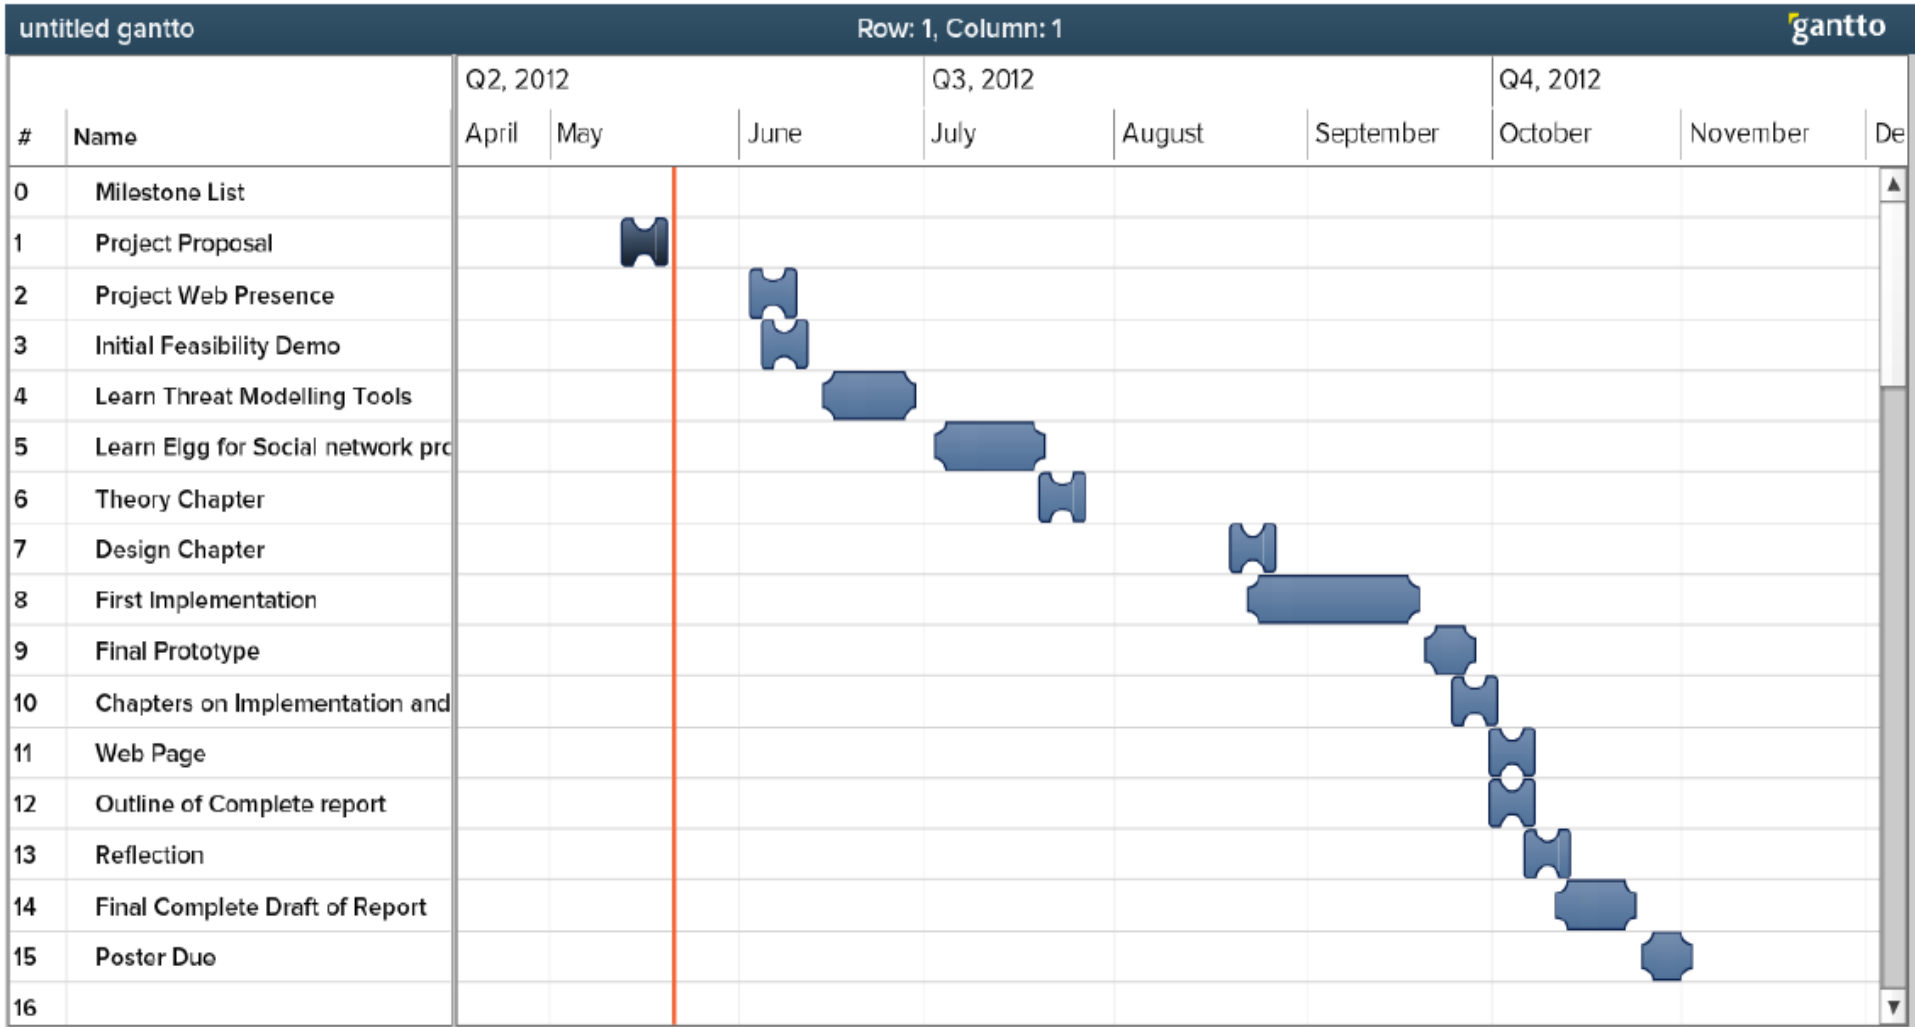 untitled gantto
Row: 1, Column: 1
gantto
Q2, 2012
Q3, 2012
Q4, 2012
# Name
April May June July August September October November De
0 Milestone List
1 Project Proposal
2 Project Web Presence
3 Initial Feasibility Demo
4 Learn Threat Modelling Tools
5 Learn Elgg for Social network pro
6 Theory Chapter
7 Design Chapter
8 First Implementation
9 Final Prototype
10 Chapters on Implementation and
11 Web Page
12 Outline of Complete report
13 Reflection
14 Final Complete Draft of Report
15 Poster Due
16